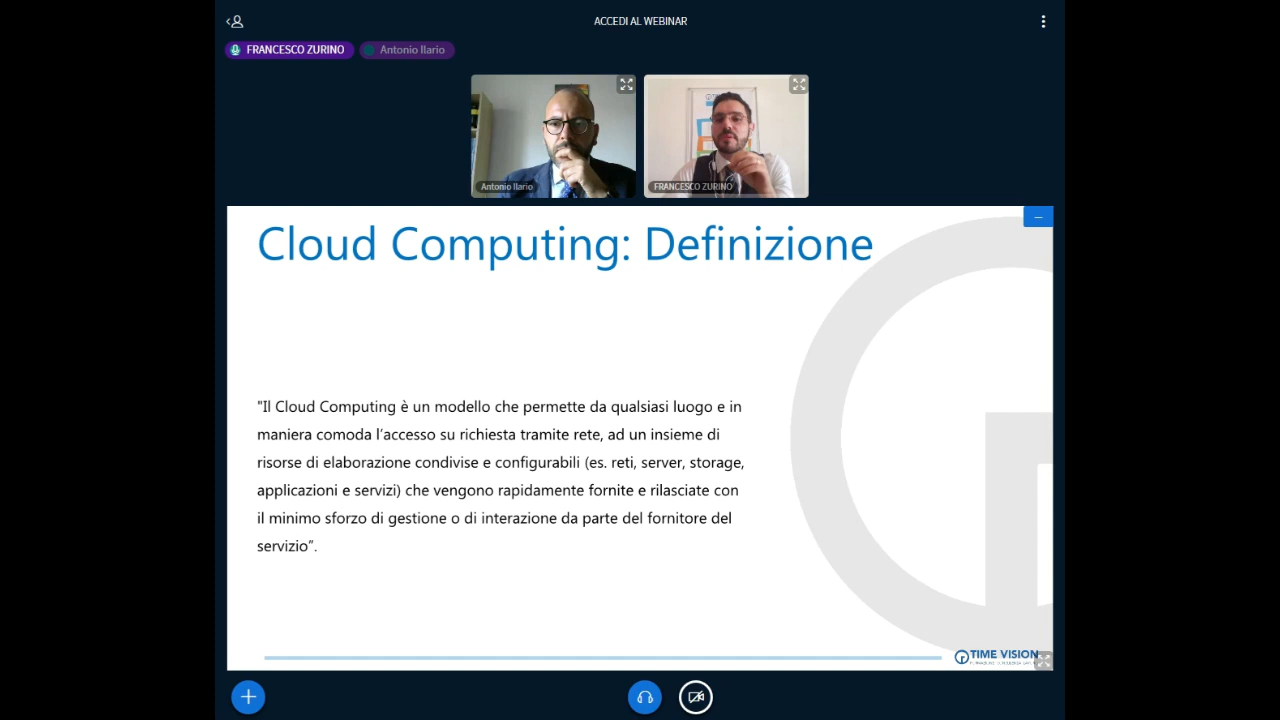 ACCEDI AL WEBINAR
FRANCESCO ZURINO
Antonio Ilario
Antonio Ilario
FRANCESCO ZURINO
Cloud Computing: Definizione
"Il Cloud Computing è un modello che permette da qualsiasi luogo e in
maniera comoda l’accesso su richiesta tramite rete, ad un insieme di
risorse di elaborazione condivise e configurabili (es. reti, server, storage,
applicazioni e servizi) che vengono rapidamente fornite e rilasciate con
il minimo sforzo di gestione o di interazione da parte del fornitore del
servizio”.
TIME VISION